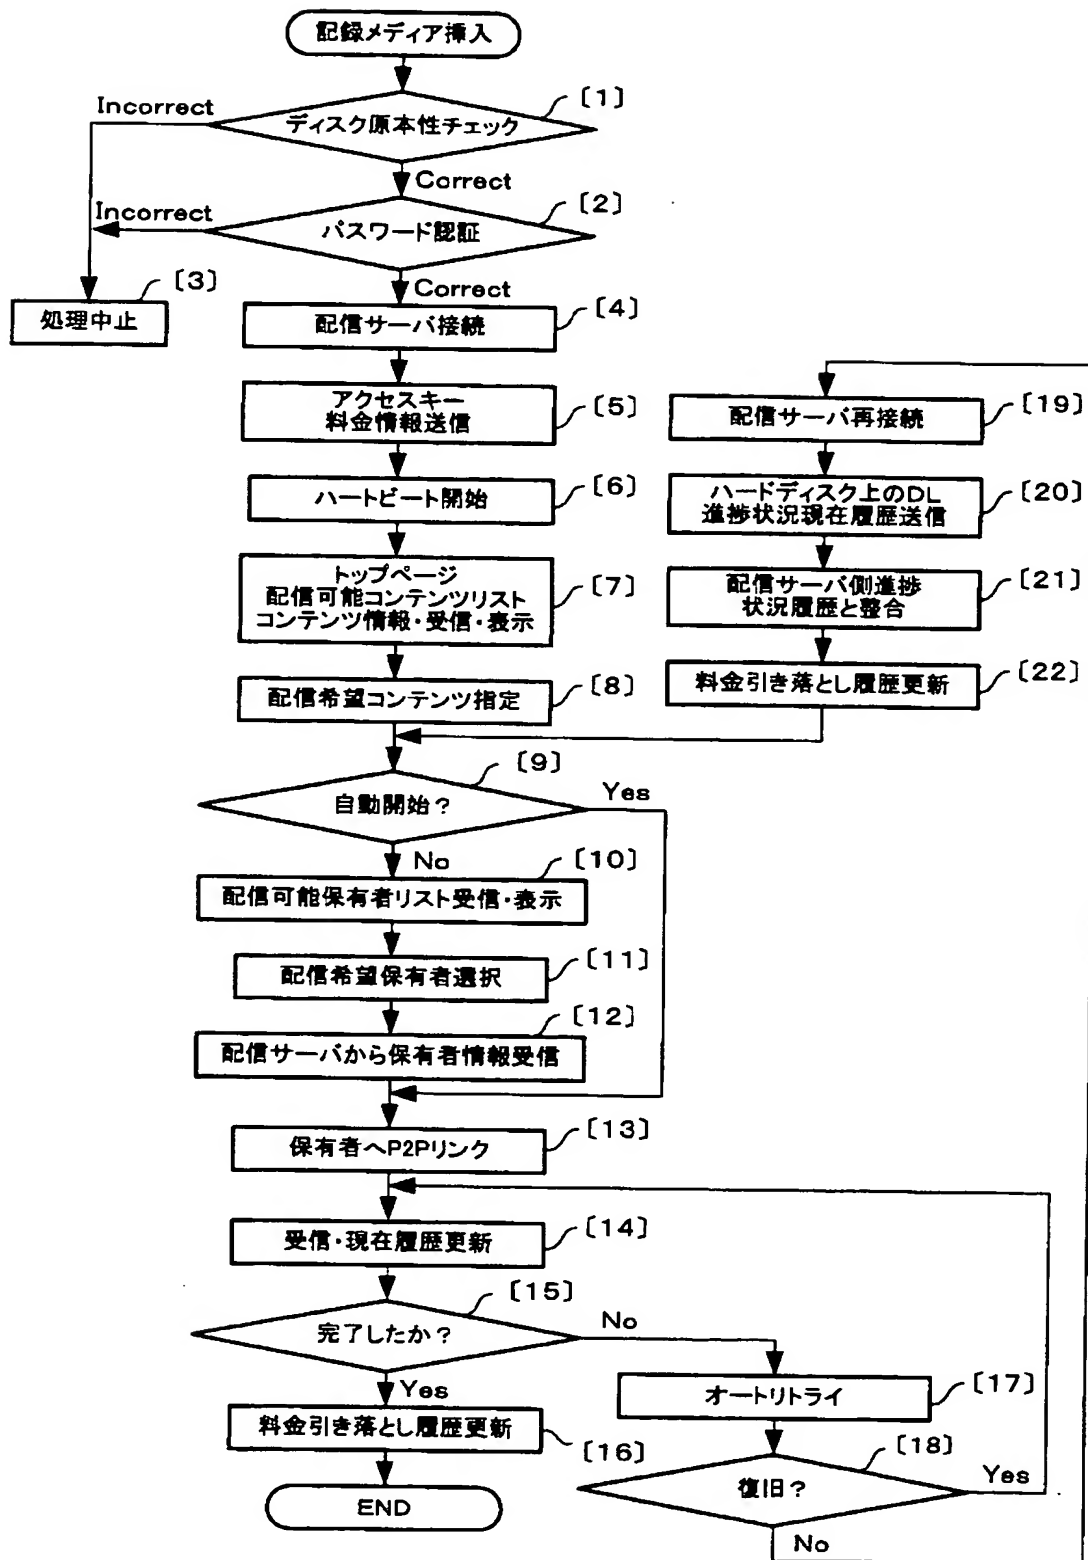 記録メディア挿入
Incorrect
[1]
ディスク原本性チェック
Correct
Incorrect
[2]
パスワード認証
Correct
[3]
処理中止
[4]
配信サーバ接続
アクセスキー
料金情報送信
[5]
ハートビート開始
[6]
トップページ
配信可能コンテンツリスト
コンテンツ情報・受信・表示
[7]
配信希望コンテンツ指定
[8]
配信サーバ再接続
[19]
ハードディスク上のDL
進捗状況現在履歴送信
[20]
配信サーバ側進捗
状況履歴と整合
[21]
料金引き落とし履歴更新
[22]
[9]
自動開始?
Yes
No
[10]
配信可能保有者リスト受信・表示
[11]
配信希望保有者選択
[12]
配信サーバから保有者情報受信
保有者へP2Pリンク
[13]
受信・現在履歴更新
[14]
[15]
完了したか?
No
Yes
料金引き落とし履歴更新
[16]
END
オートリトライ
[17]
[18]
復旧?
Yes
No